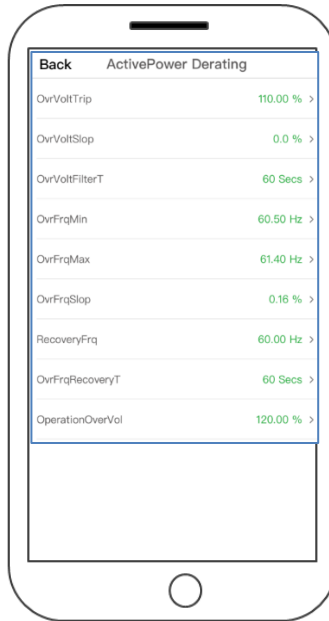 Back ActivePower Derating
OvrVoltTrip 110.00 % >
OvrVoltSlop 0.0 % >
OvrVoltFilterT 60 Secs >
OvrFrqMin 60.50 Hz >
OvrFrqMax 61.40 Hz >
OvrFrqSlop 0.16 % >
RecoveryFrq 60.00 Hz >
OvrFrqRecoveryT 60 Secs >
OperationOverVol 120.00 % >